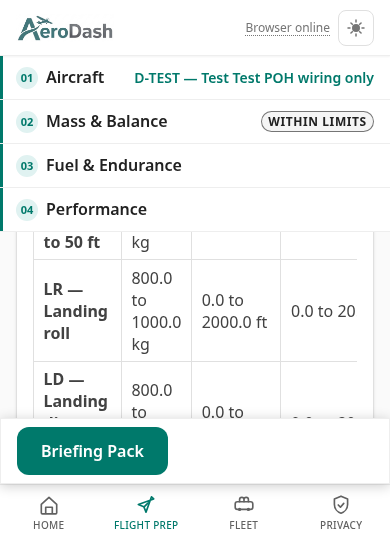 AeroDash
Browser online
01 Aircraft D-TEST — Test Test POH wiring only
02 Mass & Balance WITHIN LIMITS
03 Fuel & Endurance
04 Performance
to 50 ft kg
LR —
Landing
roll
800.0
to
1000.0
kg
0.0 to
2000.0 ft
0.0 to 20
LD —
Landing
800.0
to
0.0 to
Briefing Pack
HOME FLIGHT PREP FLEET PRIVACY